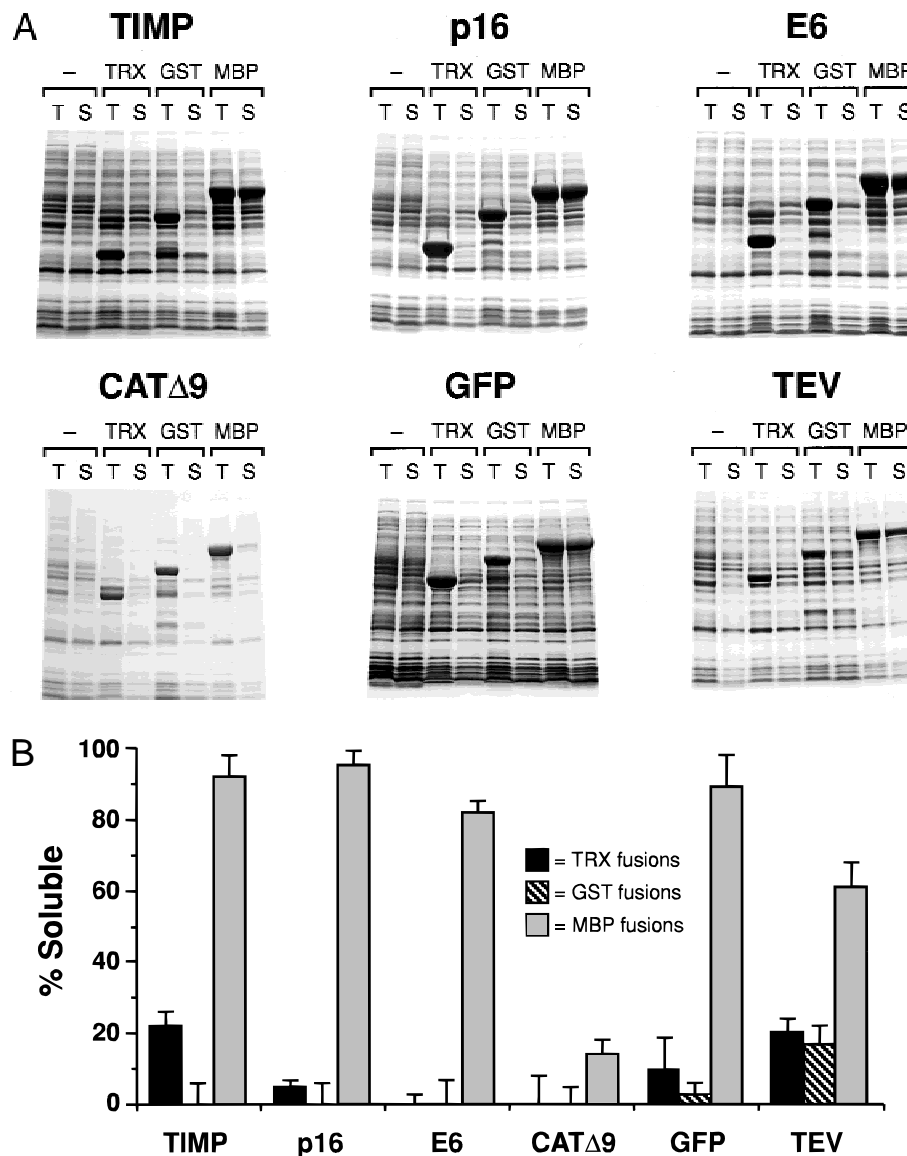 A
TIMP
p16
E6
– TRX GST MBP
– TRX GST MBP
– TRX GST MBP
T S T S T S T S
T S T S T S T S
T S T S T S T S
CATΔ9
GFP
TEV
– TRX GST MBP
– TRX GST MBP
– TRX GST MBP
T S T S T S T S
T S T S T S T S
T S T S T S T S
B
% Soluble
100
80
60
40
20
0
= TRX fusions
= GST fusions
= MBP fusions
TIMP p16 E6 CATΔ9 GFP TEV